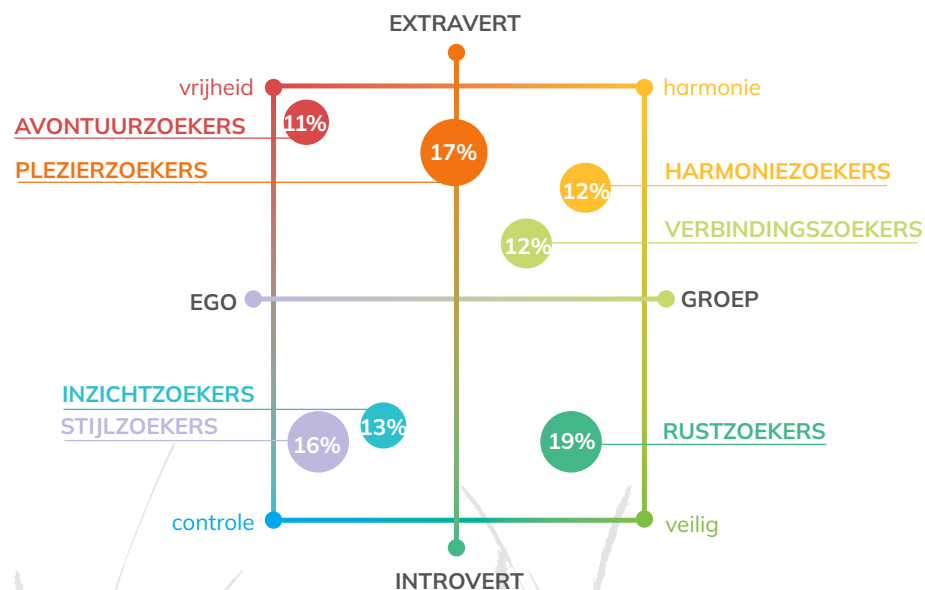 EXTRAVERT
vrijheid
harmonie
AVONTUURZOEKERS
11%
PLEZIERZOEKERS
17%
HARMONIEZOEKERS
12%
VERBINDINGSZOEKERS
12%
EGO
GROEP
INZICHTZOEKERS
13%
STIJLZOEKERS
16%
RUSTZOEKERS
19%
controle
veilig
INTROVERT